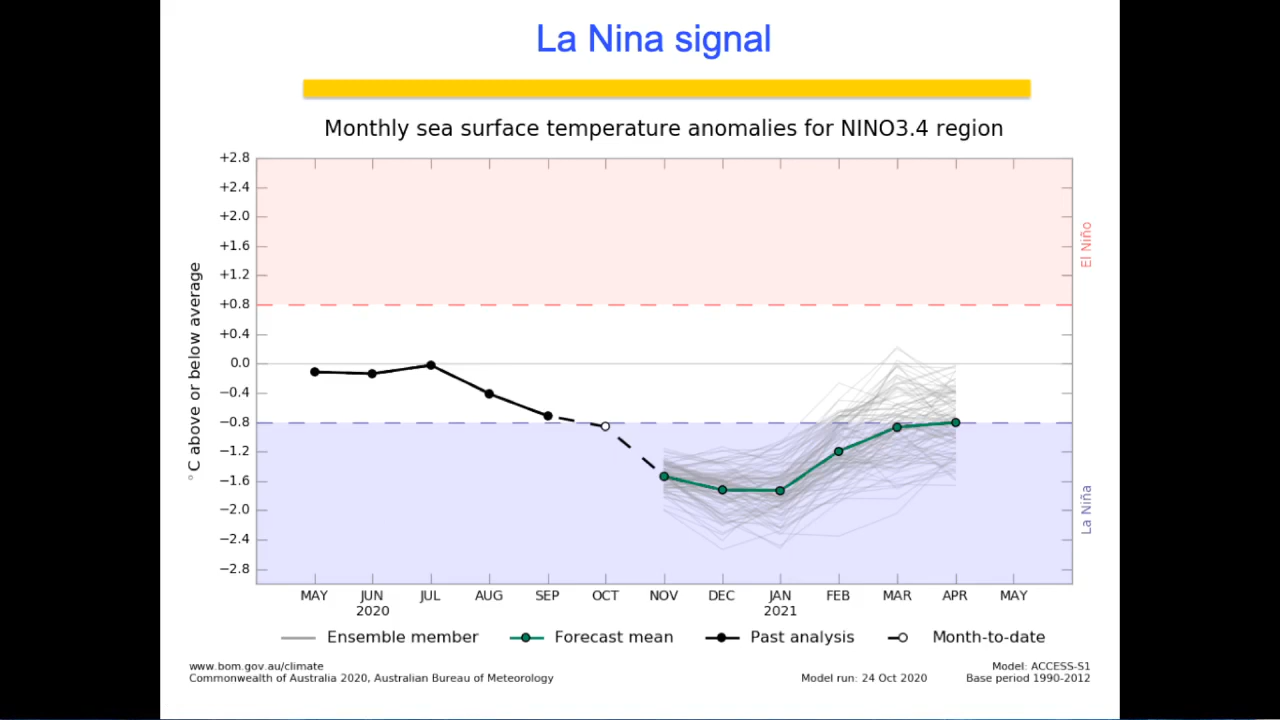 La Nina signal
Monthly sea surface temperature anomalies for NINO3.4 region
+2.8
+2.4
+2.0
+1.6
+1.2
+0.8
+0.4
0.0
−0.4
−0.8
−1.2
−1.6
−2.0
−2.4
−2.8
°C above or below average
El Niño
La Niña
MAY JUN JUL AUG SEP OCT NOV DEC JAN FEB MAR APR MAY
2020 2021
Ensemble member Forecast mean Past analysis Month-to-date
www.bom.gov.au/climate Model: ACCESS-S1
Commonwealth of Australia 2020, Australian Bureau of Meteorology Model run: 24 Oct 2020 Base period 1990-2012